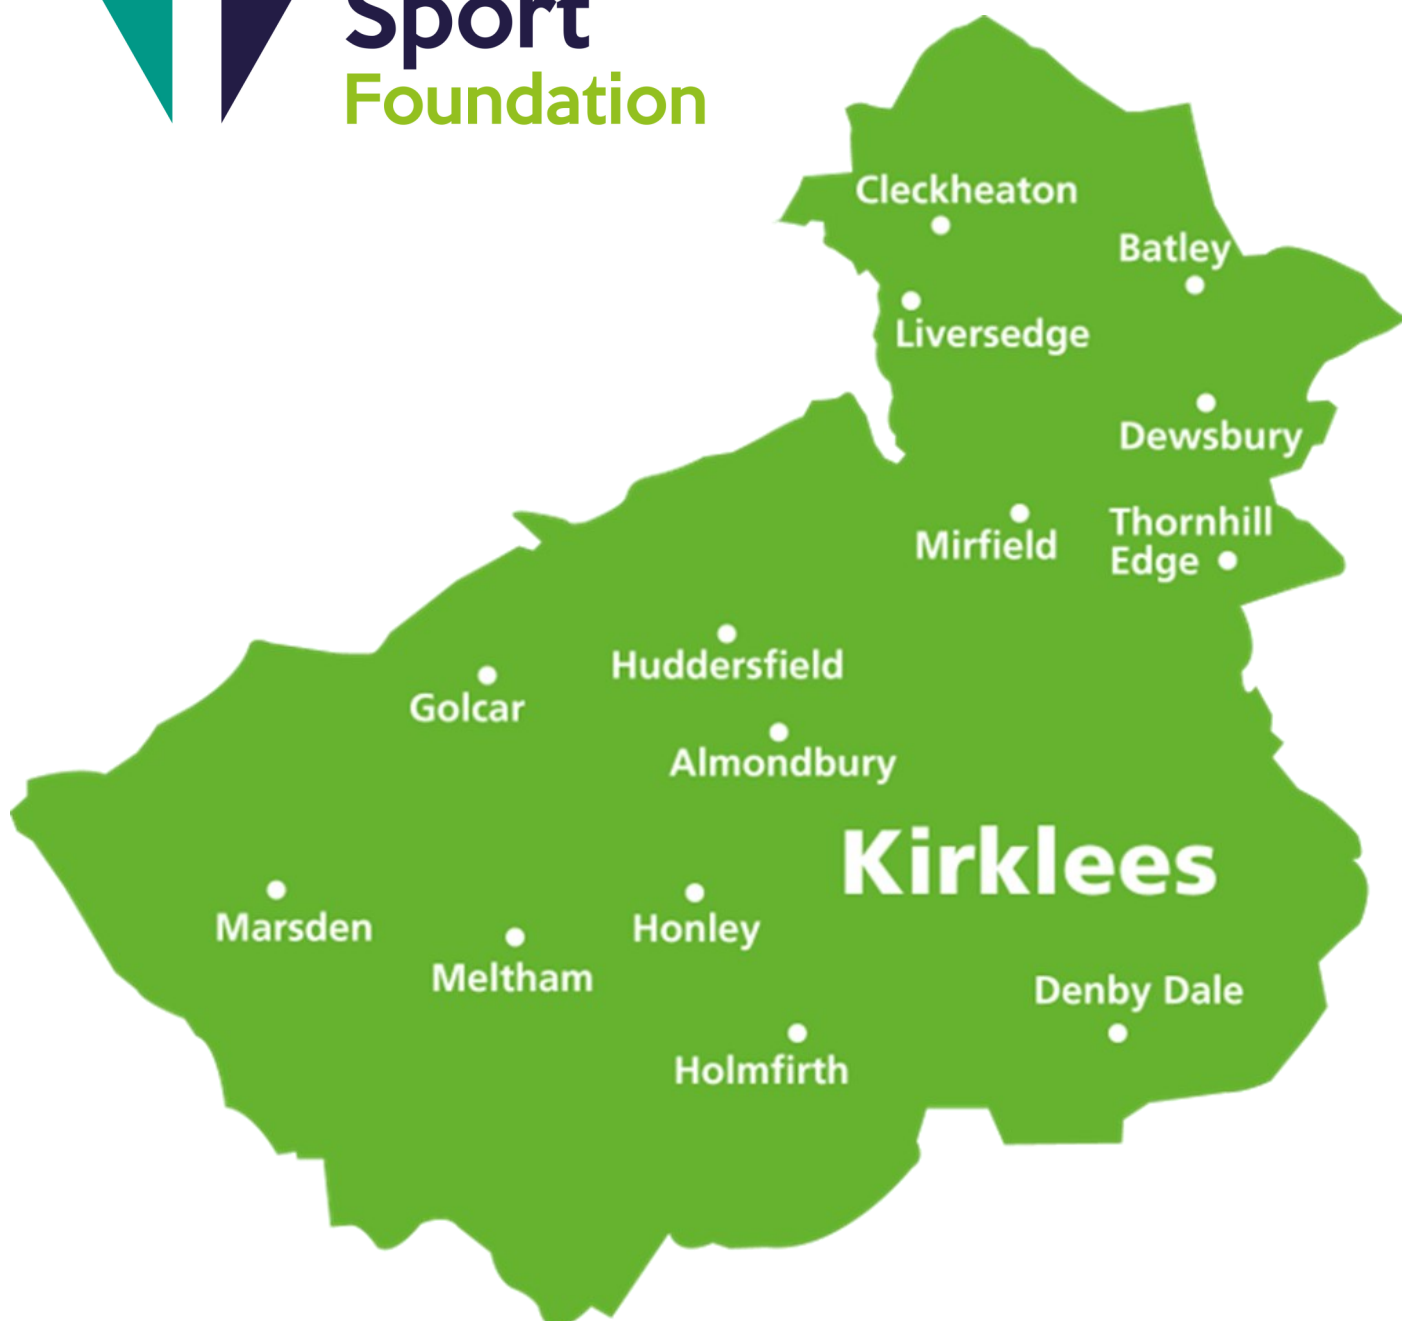 Sport
Foundation
Cleckheaton
Batley
Liversedge
Dewsbury
Thornhill
Edge
Mirfield
Huddersfield
Golcar
Almondbury
Kirklees
Marsden
Honley
Meltham
Denby Dale
Holmfirth